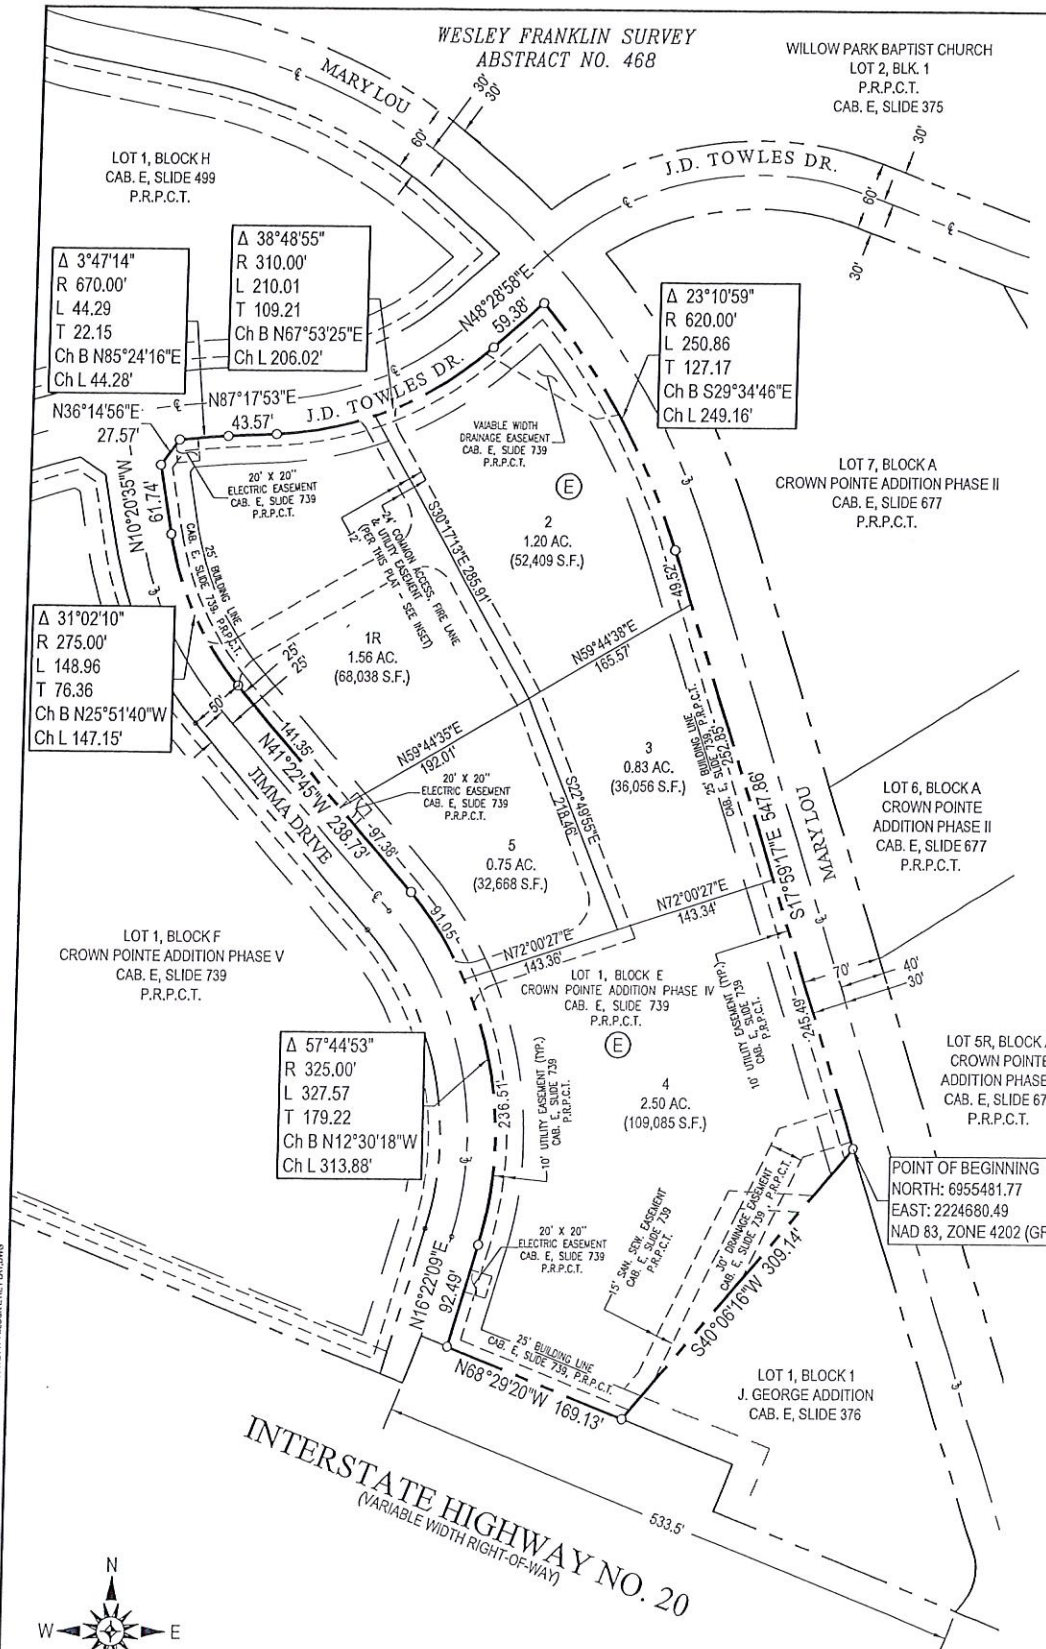 WESLEY FRANKLIN SURVEY
ABSTRACT NO. 468
WILLOW PARK BAPTIST CHURCH
LOT 2, BLK. 1
P.R.P.C.T.
CAB. E, SLIDE 375
MARY LOU
30'
30'
60'
J.D. TOWLES DR.
30'
60'
30'
LOT 1, BLOCK H
CAB. E, SLIDE 499
P.R.P.C.T.
Δ 3°47'14"
R 670.00'
L 44.29
T 22.15
Ch B N85°24'16"E
Ch L 44.28'
Δ 38°48'55"
R 310.00'
L 210.01
T 109.21
Ch B N67°53'25"E
Ch L 206.02'
Δ 23°10'59"
R 620.00'
L 250.86
T 127.17
Ch B S29°34'46"E
Ch L 249.16'
N48°28'58"E
59.38'
N36°14'56"E
27.57'
N87°17'53"E
43.57'
J.D. TOWLES DR.
VAIABLE WIDTH
DRAINAGE EASEMENT
CAB. E, SLIDE 739
P.R.P.C.T.
20' X 20"
ELECTRIC EASEMENT
CAB. E, SLIDE 739
P.R.P.C.T.
N10°20'35"W
61.74'
25' BUILDING LINE
CAB. E, SLIDE 739, P.R.P.C.T.
12'
24' COMMON ACCESS, FIRE LANE
& UTILITY EASEMENT
(PER THIS PLAT - SEE INSET)
S30°17'13"E 285.91'
E
2
1.20 AC.
(52,409 S.F.)
49.52'
LOT 7, BLOCK A
CROWN POINTE ADDITION PHASE II
CAB. E, SLIDE 677
P.R.P.C.T.
Δ 31°02'10"
R 275.00'
L 148.96
T 76.36
Ch B N25°51'40"W
Ch L 147.15'
1R
1.56 AC.
(68,038 S.F.)
25'
25'
50'
N59°44'38"E
165.57'
N59°44'35"E
192.01'
141.35'
N41°22'45"W 238.73'
JIMMA DRIVE
20' X 20"
ELECTRIC EASEMENT
CAB. E, SLIDE 739
P.R.P.C.T.
97.38'
S22°49'55"E
218.46'
3
0.83 AC.
(36,056 S.F.)
25' BUILDING LINE
CAB. E, SLIDE 739, P.R.P.C.T.
252.85'
S17°59'17"E 547.86'
MARY LOU
LOT 6, BLOCK A
CROWN POINTE
ADDITION PHASE II
CAB. E, SLIDE 677
P.R.P.C.T.
5
0.75 AC.
(32,668 S.F.)
91.05'
N72°00'27"E
143.34'
N72°00'27"E
143.36'
LOT 1, BLOCK F
CROWN POINTE ADDITION PHASE V
CAB. E, SLIDE 739
P.R.P.C.T.
LOT 1, BLOCK E
CROWN POINTE ADDITION PHASE IV
CAB. E, SLIDE 739
P.R.P.C.T.
E
10' UTILITY EASEMENT (TYP.)
CAB. E, SLIDE 739
P.R.P.C.T.
70'
40'
30'
245.49'
LOT 5R, BLOCK
CROWN POINTE
ADDITION PHASE
CAB. E, SLIDE 67
P.R.P.C.T.
Δ 57°44'53"
R 325.00'
L 327.57
T 179.22
Ch B N12°30'18"W
Ch L 313.88'
236.51'
10' UTILITY EASEMENT (TYP.)
CAB. E, SLIDE 739
P.R.P.C.T.
4
2.50 AC.
(109,085 S.F.)
POINT OF BEGINNING
NORTH: 6955481.77
EAST: 2224680.49
NAD 83, ZONE 4202 (GR
15' SAN. SEW. EASEMENT
CAB. E, SLIDE 739
P.R.P.C.T.
30' DRAINAGE EASEMENT
CAB. E, SLIDE 739, P.R.P.C.T.
S40°06'16"W 309.14'
N16°22'09"E
92.49'
20' X 20"
ELECTRIC EASEMENT
CAB. E, SLIDE 739
P.R.P.C.T.
25' BUILDING LINE
CAB. E, SLIDE 739, P.R.P.C.T.
N68°29'20"W 169.13'
LOT 1, BLOCK 1
J. GEORGE ADDITION
CAB. E, SLIDE 376
INTERSTATE HIGHWAY NO. 20
(VARIABLE WIDTH RIGHT-OF-WAY)
533.5'
N
W
E